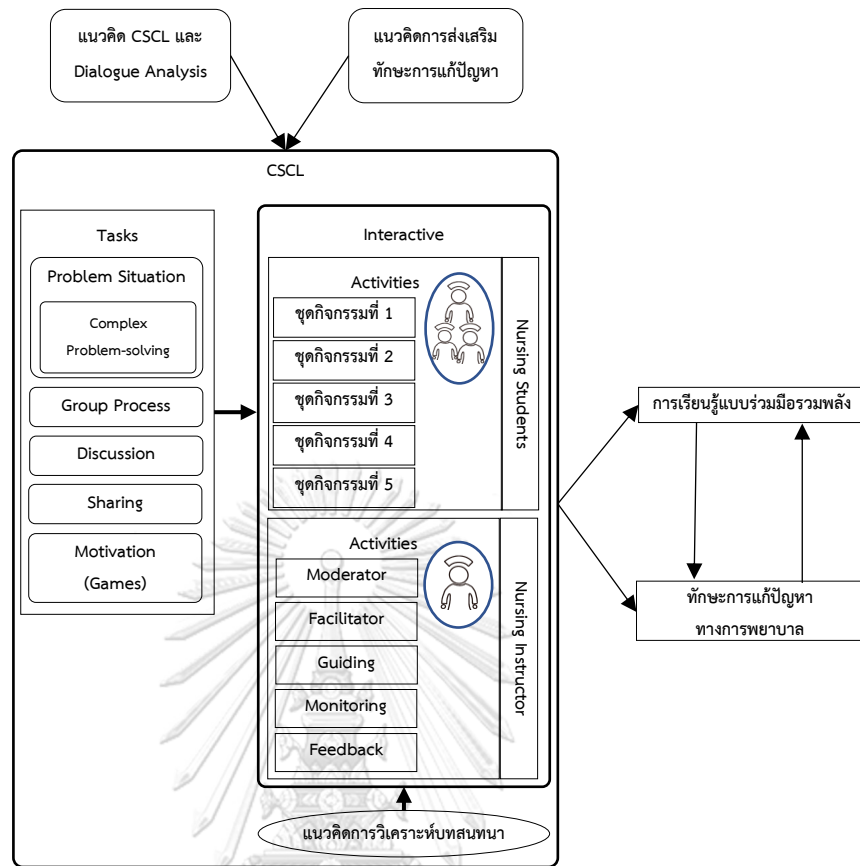 แนวคิด CSCL และ
Dialogue Analysis
แนวคิดการส่งเสริม
ทักษะการแก้ปัญหา
CSCL
Tasks
Problem Situation
Complex
Problem-solving
Group Process
Discussion
Sharing
Motivation
(Games)
Interactive
Activities
ชุดกิจกรรมที่ 1
ชุดกิจกรรมที่ 2
ชุดกิจกรรมที่ 3
ชุดกิจกรรมที่ 4
ชุดกิจกรรมที่ 5
Nursing Students
Activities
Moderator
Facilitator
Guiding
Monitoring
Feedback
Nursing Instructor
แนวคิดการวิเคราะห์บทสนทนา
การเรียนรู้แบบร่วมมือรวมพลัง
ทักษะการแก้ปัญหา
ทางการพยาบาล